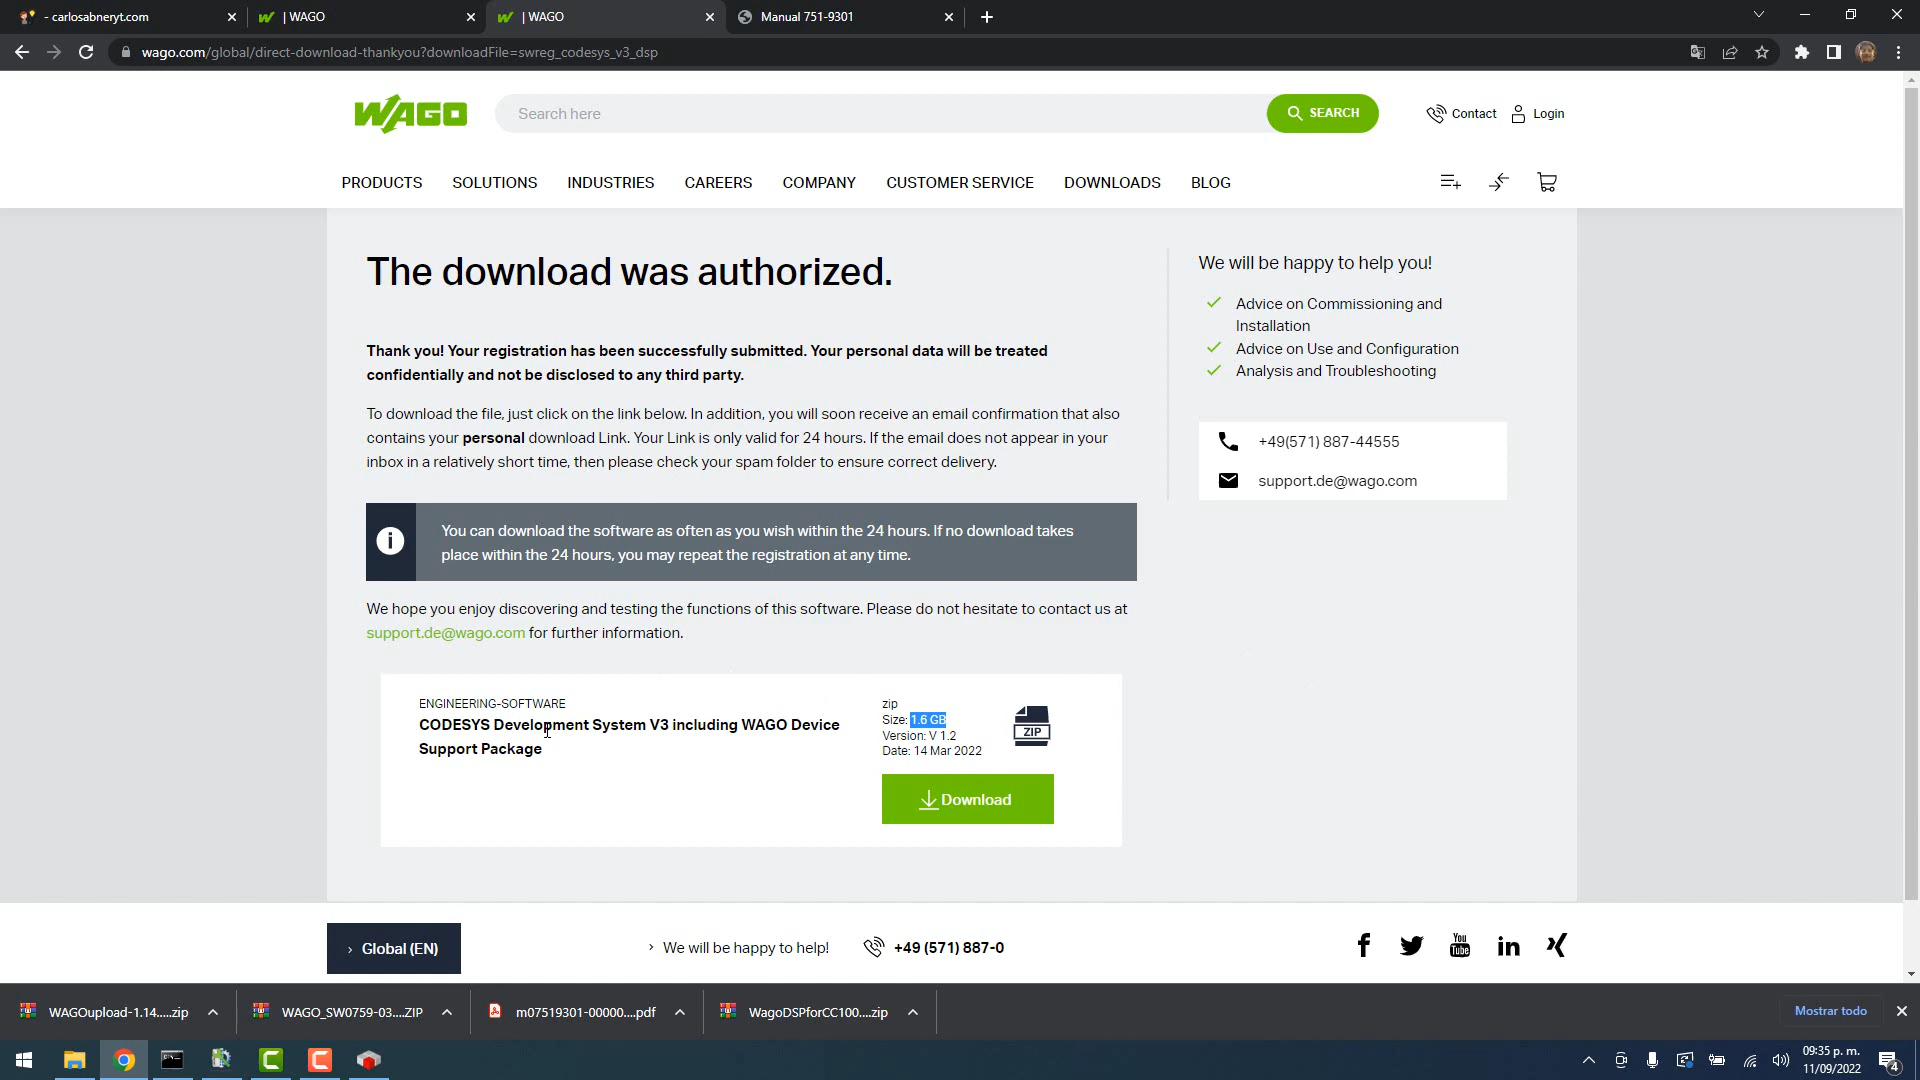 - carlosabneryt.com
| WAGO
| WAGO
Manual 751-9301
wago.com/global/direct-download-thankyou?downloadFile=swreg_codesys_v3_dsp
WAGO
Search here
SEARCH
Contact
Login
PRODUCTS
SOLUTIONS
INDUSTRIES
CAREERS
COMPANY
CUSTOMER SERVICE
DOWNLOADS
BLOG
The download was authorized.
Thank you! Your registration has been successfully submitted. Your personal data will be treated
confidentially and not be disclosed to any third party.
To download the file, just click on the link below. In addition, you will soon receive an email confirmation that also
contains your personal download Link. Your Link is only valid for 24 hours. If the email does not appear in your
inbox in a relatively short time, then please check your spam folder to ensure correct delivery.
You can download the software as often as you wish within the 24 hours. If no download takes
place within the 24 hours, you may repeat the registration at any time.
We hope you enjoy discovering and testing the functions of this software. Please do not hesitate to contact us at
support.de@wago.com for further information.
ENGINEERING-SOFTWARE
CODESYS Development System V3 including WAGO Device
Support Package
zip
Size: 1.6 GB
Version: V 1.2
Date: 14 Mar 2022
ZIP
Download
We will be happy to help you!
Advice on Commissioning and
Installation
Advice on Use and Configuration
Analysis and Troubleshooting
+49(571) 887-44555
support.de@wago.com
Global (EN)
We will be happy to help!
+49 (571) 887-0
You
Tube
WAGOupload-1.14.....zip
WAGO_SW0759-03....ZIP
m07519301-00000....pdf
WagoDSPforCC100....zip
Mostrar todo
09:35 p. m.
11/09/2022
4